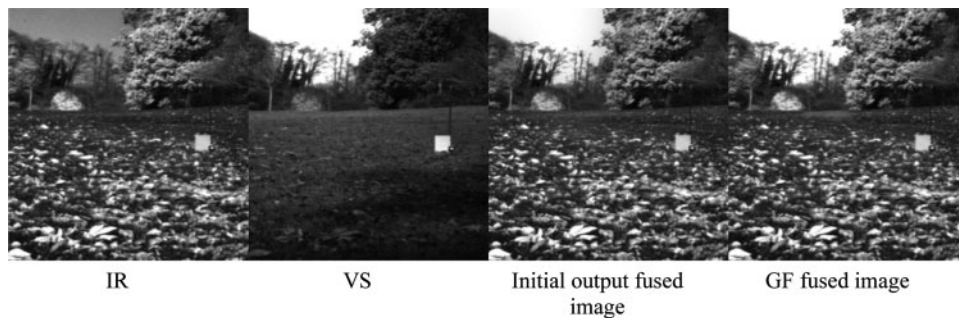 IR
VS
Initial output fused
image
GF fused image